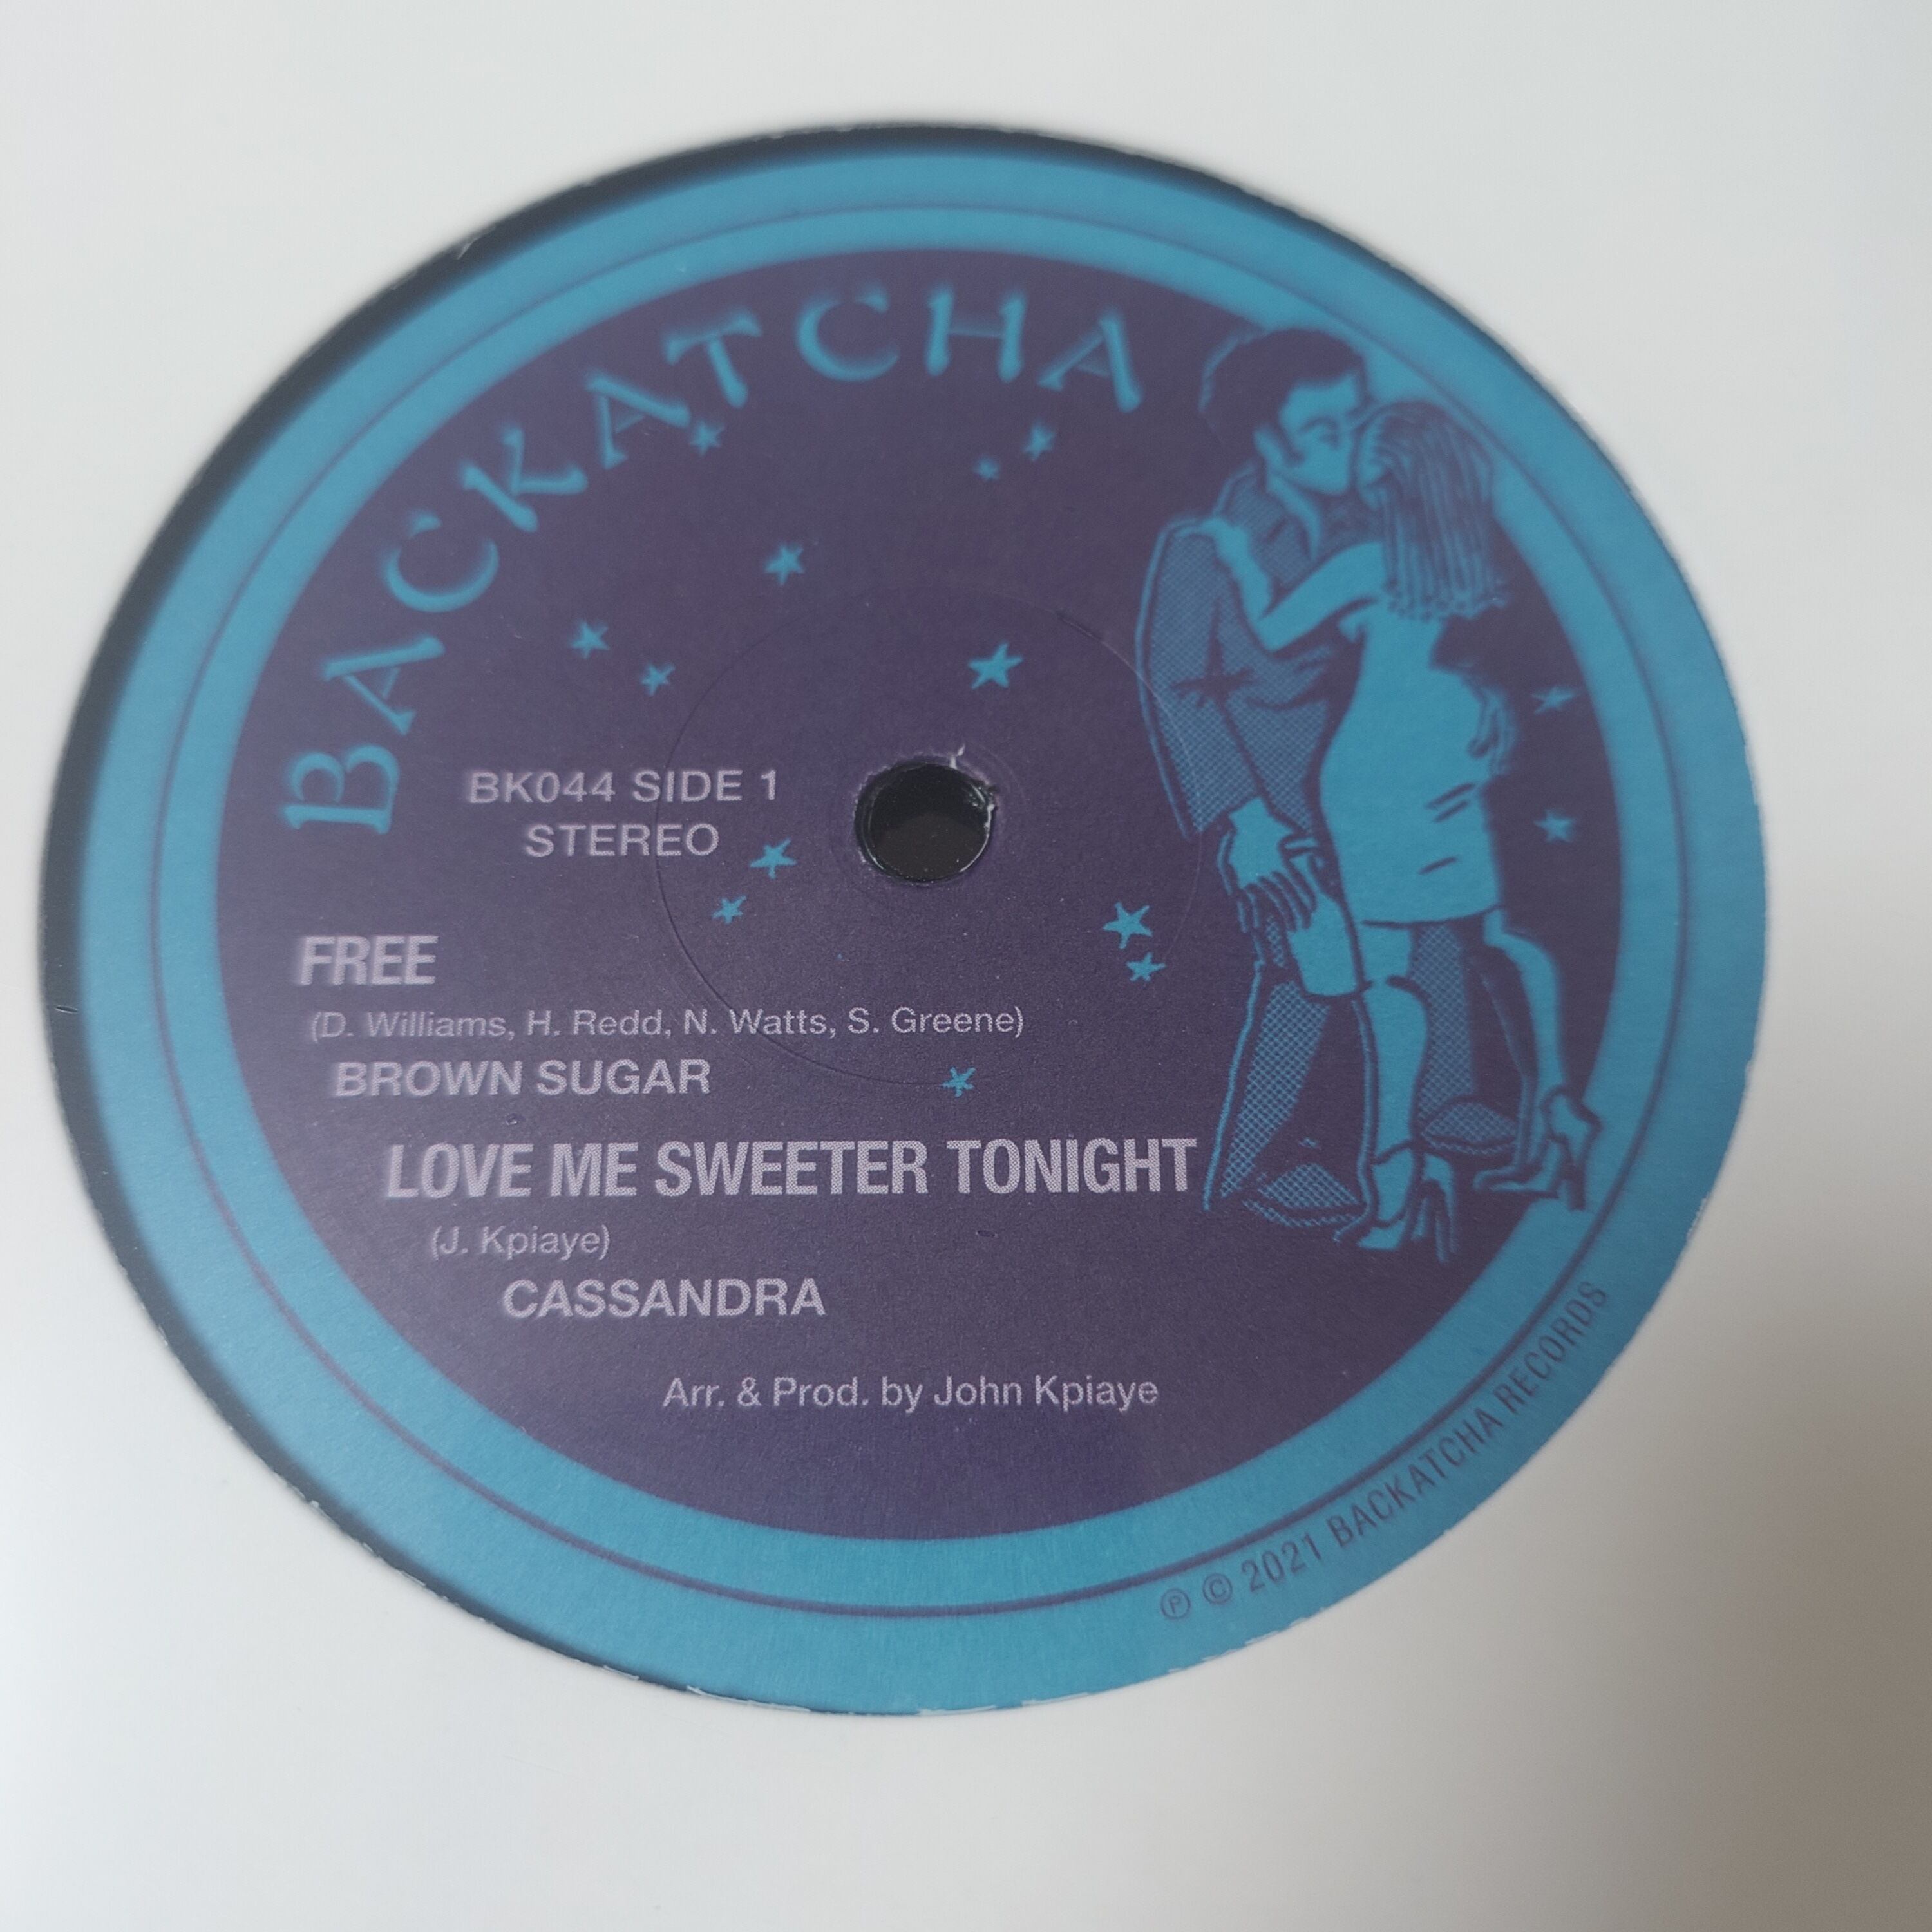 BACKATCHA
BK044 SIDE 1
STEREO
FREE
(D. Williams, H. Redd, N. Watts, S. Greene)
BROWN SUGAR
LOVE ME SWEETER TONIGHT
(J. Kpiaye)
CASSANDRA
Arr. & Prod. by John Kpiaye
℗ © 2021 BACKATCHA RECORDS